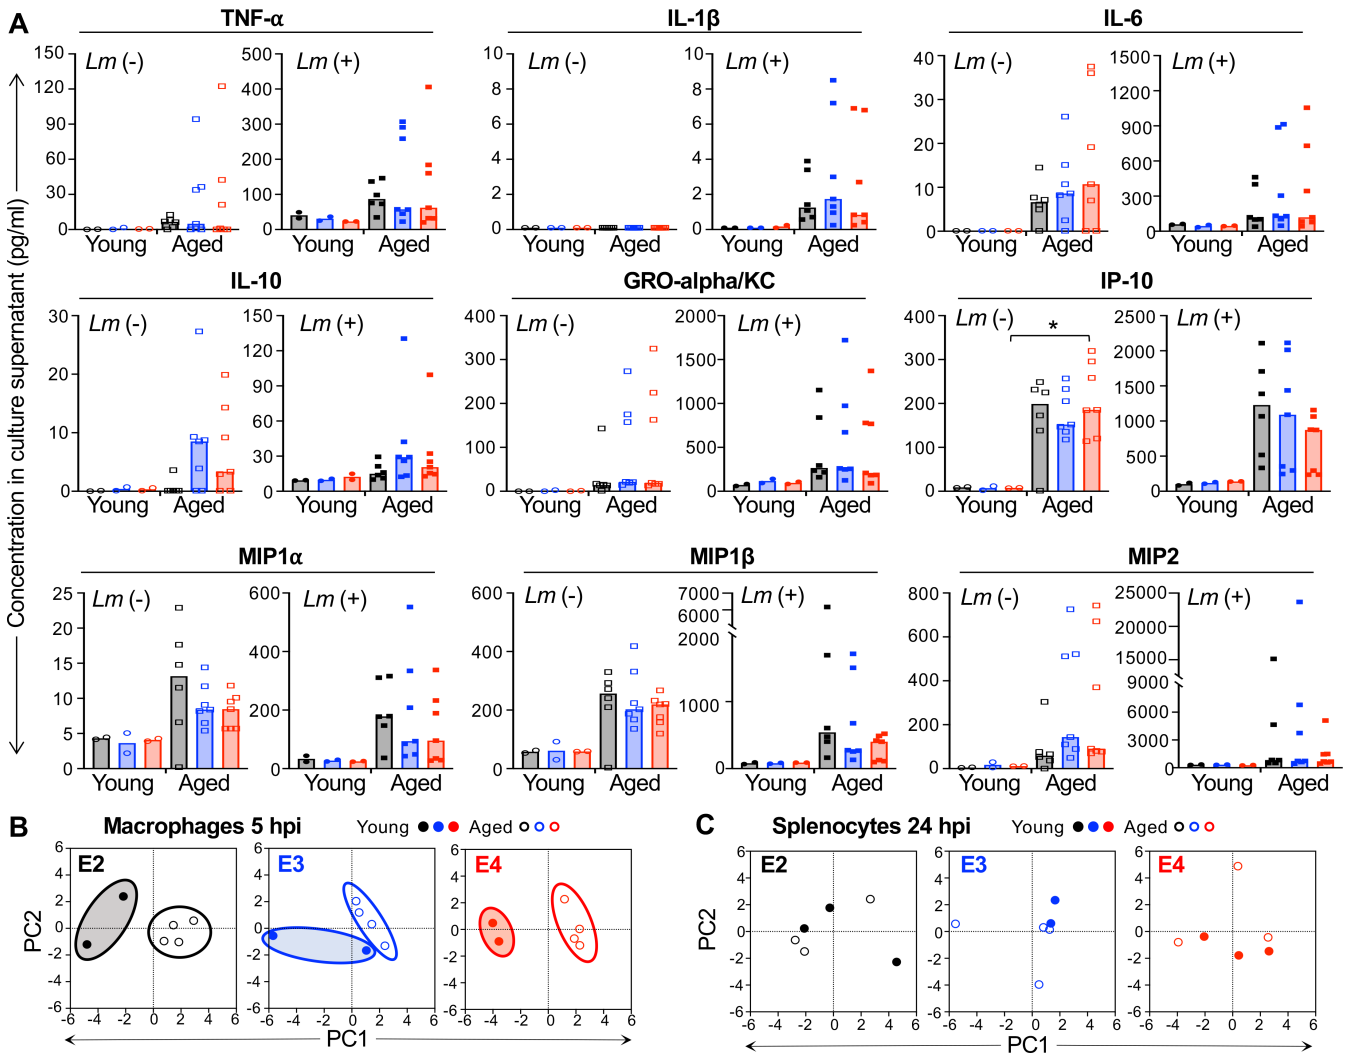 A
TNF-α
IL-1β
IL-6
Concentration in culture supernatant (pg/ml)
Lm (-)
150
120
90
60
30
0
Young
Aged
Lm (+)
500
400
300
200
100
0
Young
Aged
Lm (-)
10
8
6
4
2
0
Young
Aged
Lm (+)
10
8
6
4
2
0
Young
Aged
Lm (-)
40
30
20
10
0
Young
Aged
Lm (+)
1500
1200
900
600
300
0
Young
Aged
IL-10
GRO-alpha/KC
IP-10
Lm (-)
30
20
10
0
Young
Aged
Lm (+)
150
120
90
60
30
0
Young
Aged
Lm (-)
400
300
200
100
0
Young
Aged
Lm (+)
2000
1500
1000
500
0
Young
Aged
Lm (-)
*
400
300
200
100
0
Young
Aged
Lm (+)
2500
2000
1500
1000
500
0
Young
Aged
MIP1α
MIP1β
MIP2
Lm (-)
25
20
15
10
5
0
Young
Aged
Lm (+)
600
400
200
0
Young
Aged
Lm (-)
600
400
200
0
Young
Aged
Lm (+)
7000
6000
2000
1000
0
Young
Aged
Lm (-)
800
600
400
200
0
Young
Aged
Lm (+)
25000
20000
15000
9000
6000
3000
0
Young
Aged
B
Macrophages 5 hpi
Young
Aged
PC2
E2
6
4
2
0
-2
-4
-6
-6 -4 -2 0 2 4 6
E3
6
4
2
0
-2
-4
-6
-6 -4 -2 0 2 4 6
E4
6
4
2
0
-2
-4
-6
-6 -4 -2 0 2 4 6
PC1
C
Splenocytes 24 hpi
Young
Aged
PC2
E2
6
4
2
0
-2
-4
-6
-6 -4 -2 0 2 4 6
E3
6
4
2
0
-2
-4
-6
-6 -4 -2 0 2 4 6
E4
6
4
2
0
-2
-4
-6
-6 -4 -2 0 2 4 6
PC1